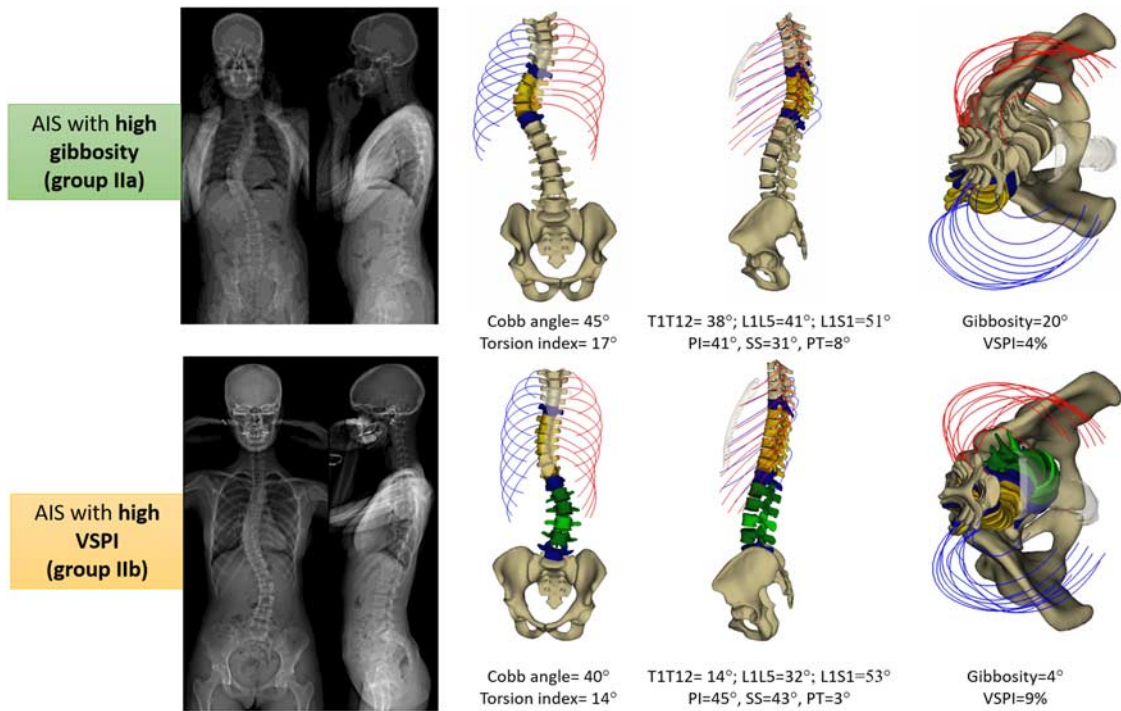 AIS with high
gibbosity
(group IIa)
Cobb angle= 45°
Torsion index= 17°
T1T12= 38°; L1L5=41°; L1S1=51°
PI=41°, SS=31°, PT=8°
Gibbosity=20°
VSPI=4%
AIS with high
VSPI
(group IIb)
Cobb angle= 40°
Torsion index= 14°
T1T12= 14°; L1L5=32°; L1S1=53°
PI=45°, SS=43°, PT=3°
Gibbosity=4°
VSPI=9%